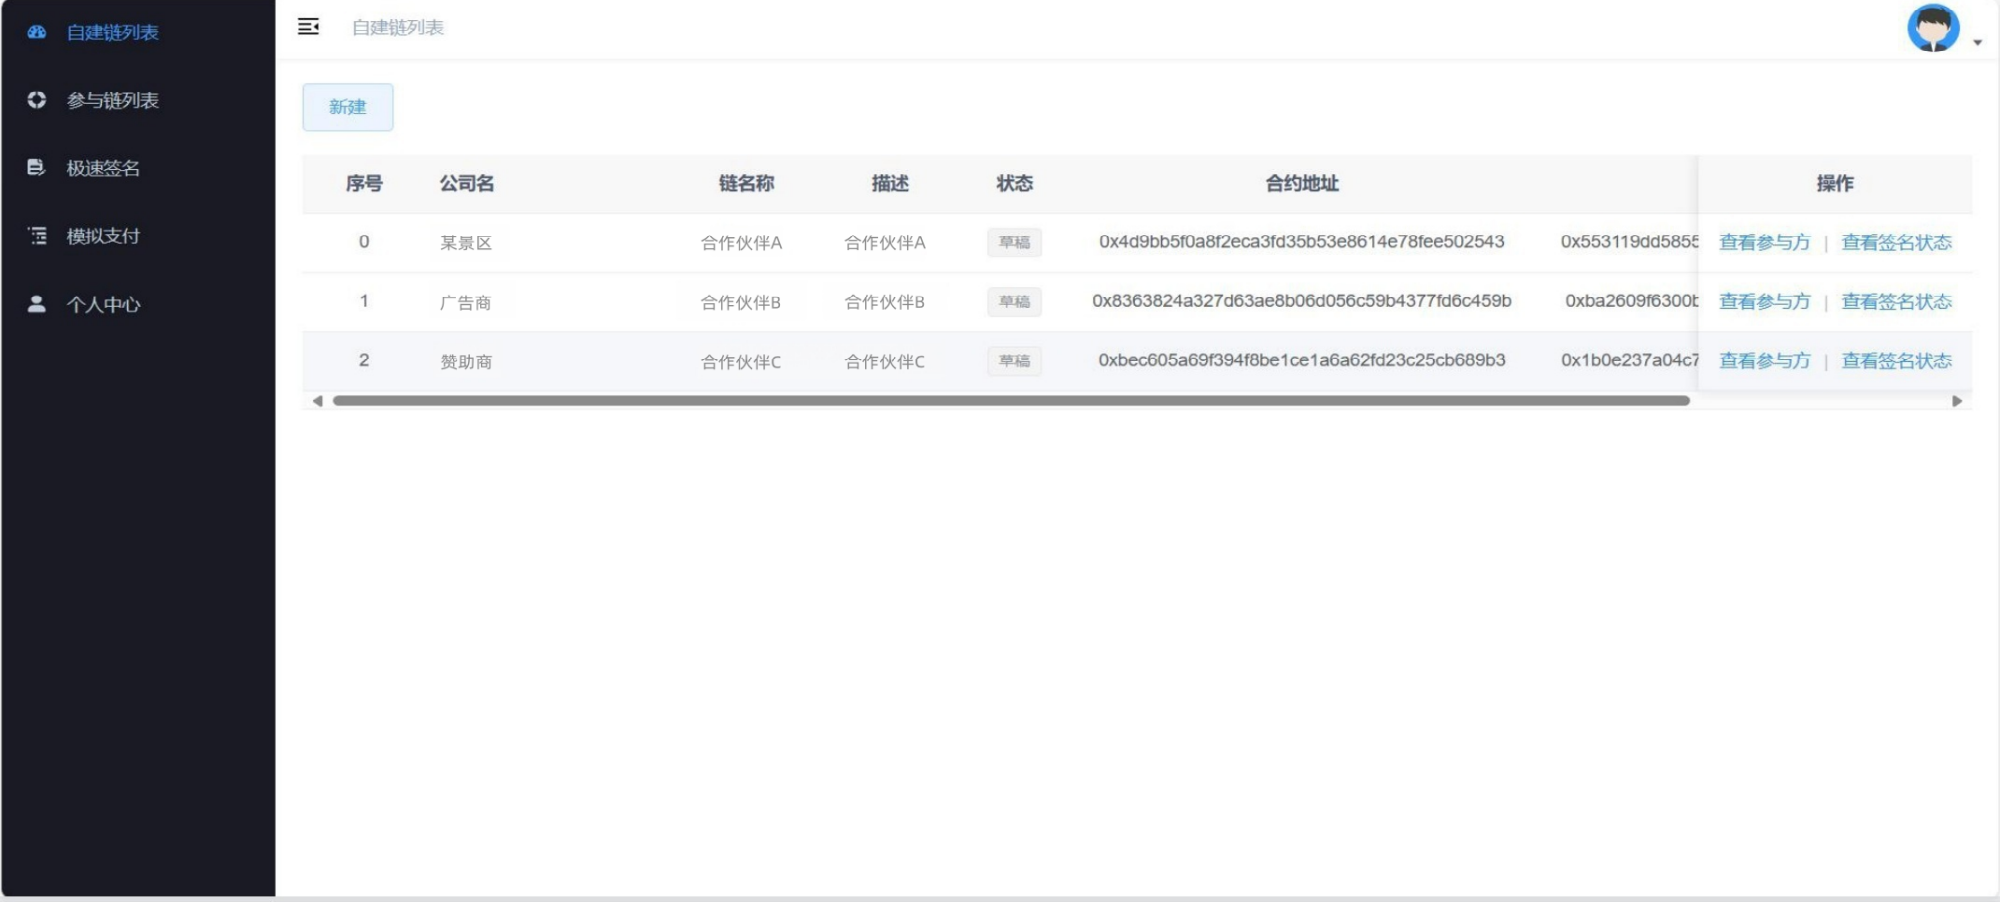 自建链列表
参与链列表
极速签名
模拟支付
个人中心
自建链列表
新建
序号 公司名 链名称 描述 状态 合约地址 操作
0 某景区 合作伙伴A 合作伙伴A 草稿 0x4d9bb5f0a8f2eca3fd35b53e8614e78fee502543 0x553119dd5855 查看参与方 | 查看签名状态
1 广告商 合作伙伴B 合作伙伴B 草稿 0x8363824a327d63ae8b06d056c59b4377fd6c459b 0xba2609f6300b 查看参与方 | 查看签名状态
2 赞助商 合作伙伴C 合作伙伴C 草稿 0xbec605a69f394f8be1ce1a6a62fd23c25cb689b3 0x1b0e237a04c7 查看参与方 | 查看签名状态